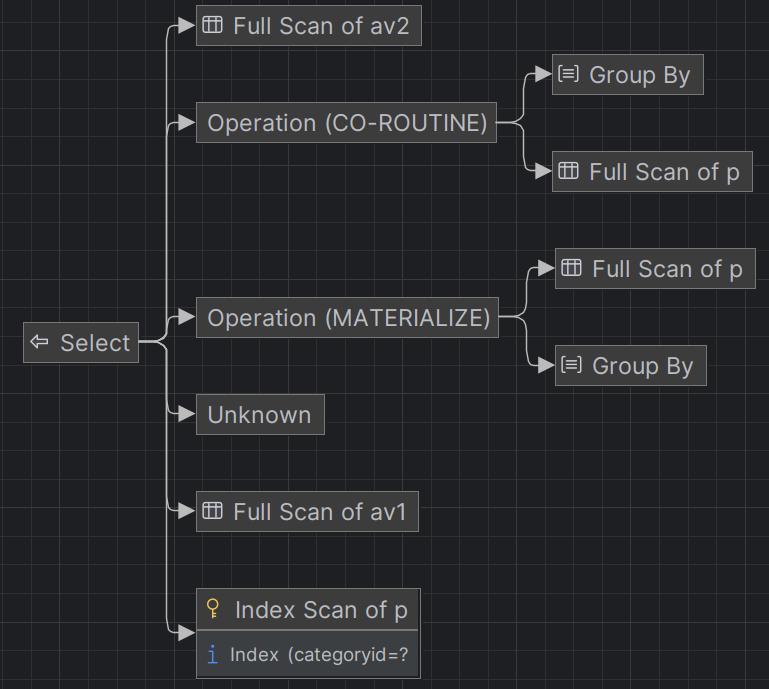 Full Scan of av2
Group By
Operation (CO-ROUTINE)
Full Scan of p
Full Scan of p
Operation (MATERIALIZE)
Select
Group By
Unknown
Full Scan of av1
Index Scan of p
Index (categoryid=?